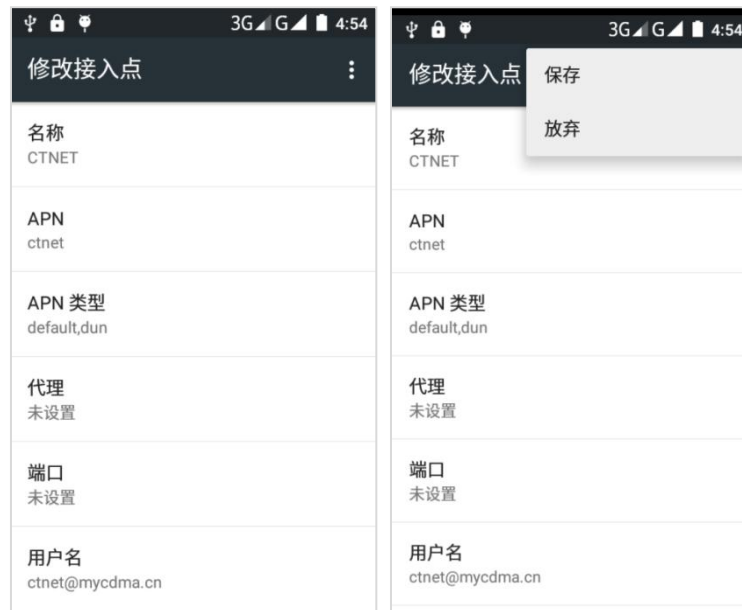 3G G 4:54
修改接入点
名称
CTNET
APN
ctnet
APN 类型
default,dun
代理
未设置
端口
未设置
用户名
ctnet@mycdma.cn
3G G 4:54
修改接入点
保存
放弃
名称
CTNET
APN
ctnet
APN 类型
default,dun
代理
未设置
端口
未设置
用户名
ctnet@mycdma.cn